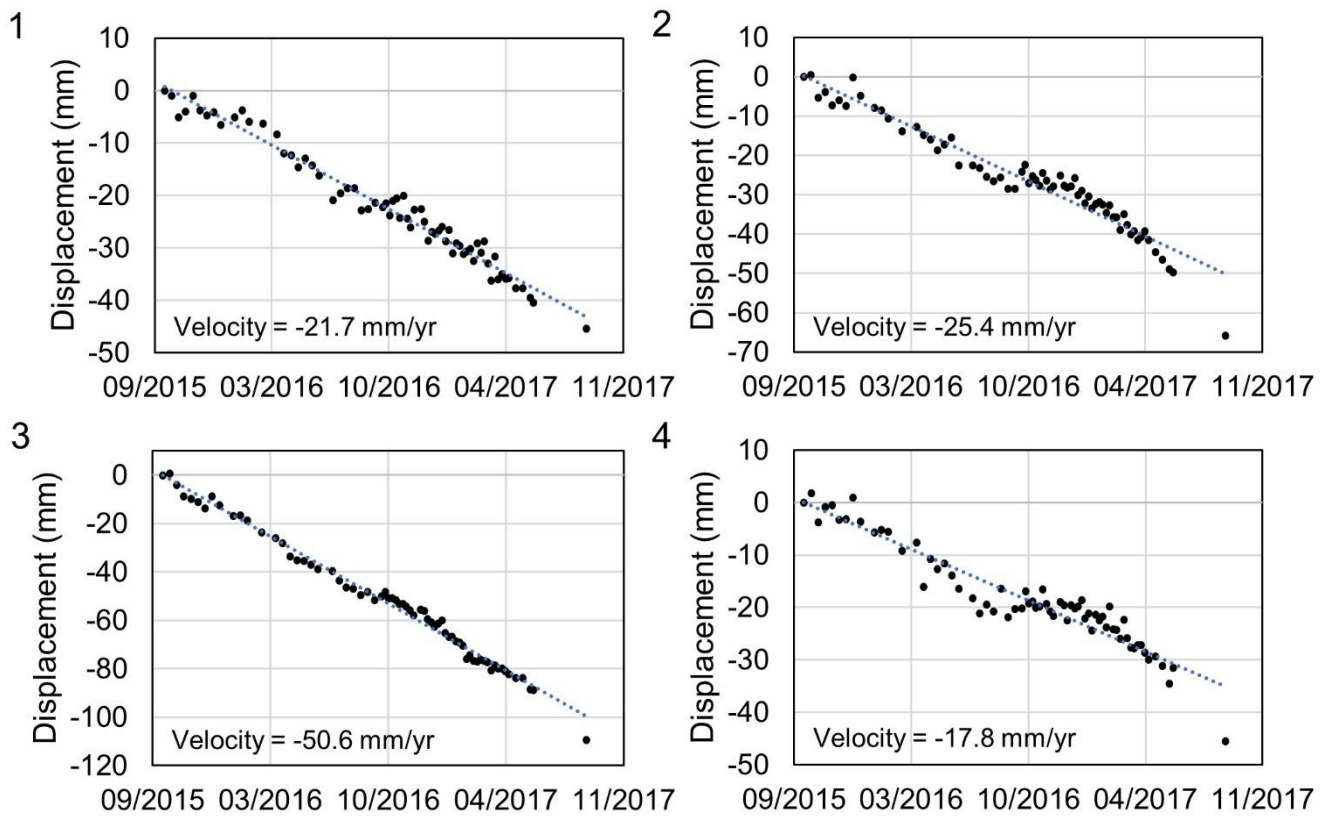 1
10
0
-10
-20
-30
-40
-50
Displacement (mm)
Velocity = -21.7 mm/yr
09/2015 03/2016 10/2016 04/2017 11/2017
2
10
0
-10
-20
-30
-40
-50
-60
-70
Displacement (mm)
Velocity = -25.4 mm/yr
09/2015 03/2016 10/2016 04/2017 11/2017
3
0
-20
-40
-60
-80
-100
-120
Displacement (mm)
Velocity = -50.6 mm/yr
09/2015 03/2016 10/2016 04/2017 11/2017
4
10
0
-10
-20
-30
-40
-50
Displacement (mm)
Velocity = -17.8 mm/yr
09/2015 03/2016 10/2016 04/2017 11/2017